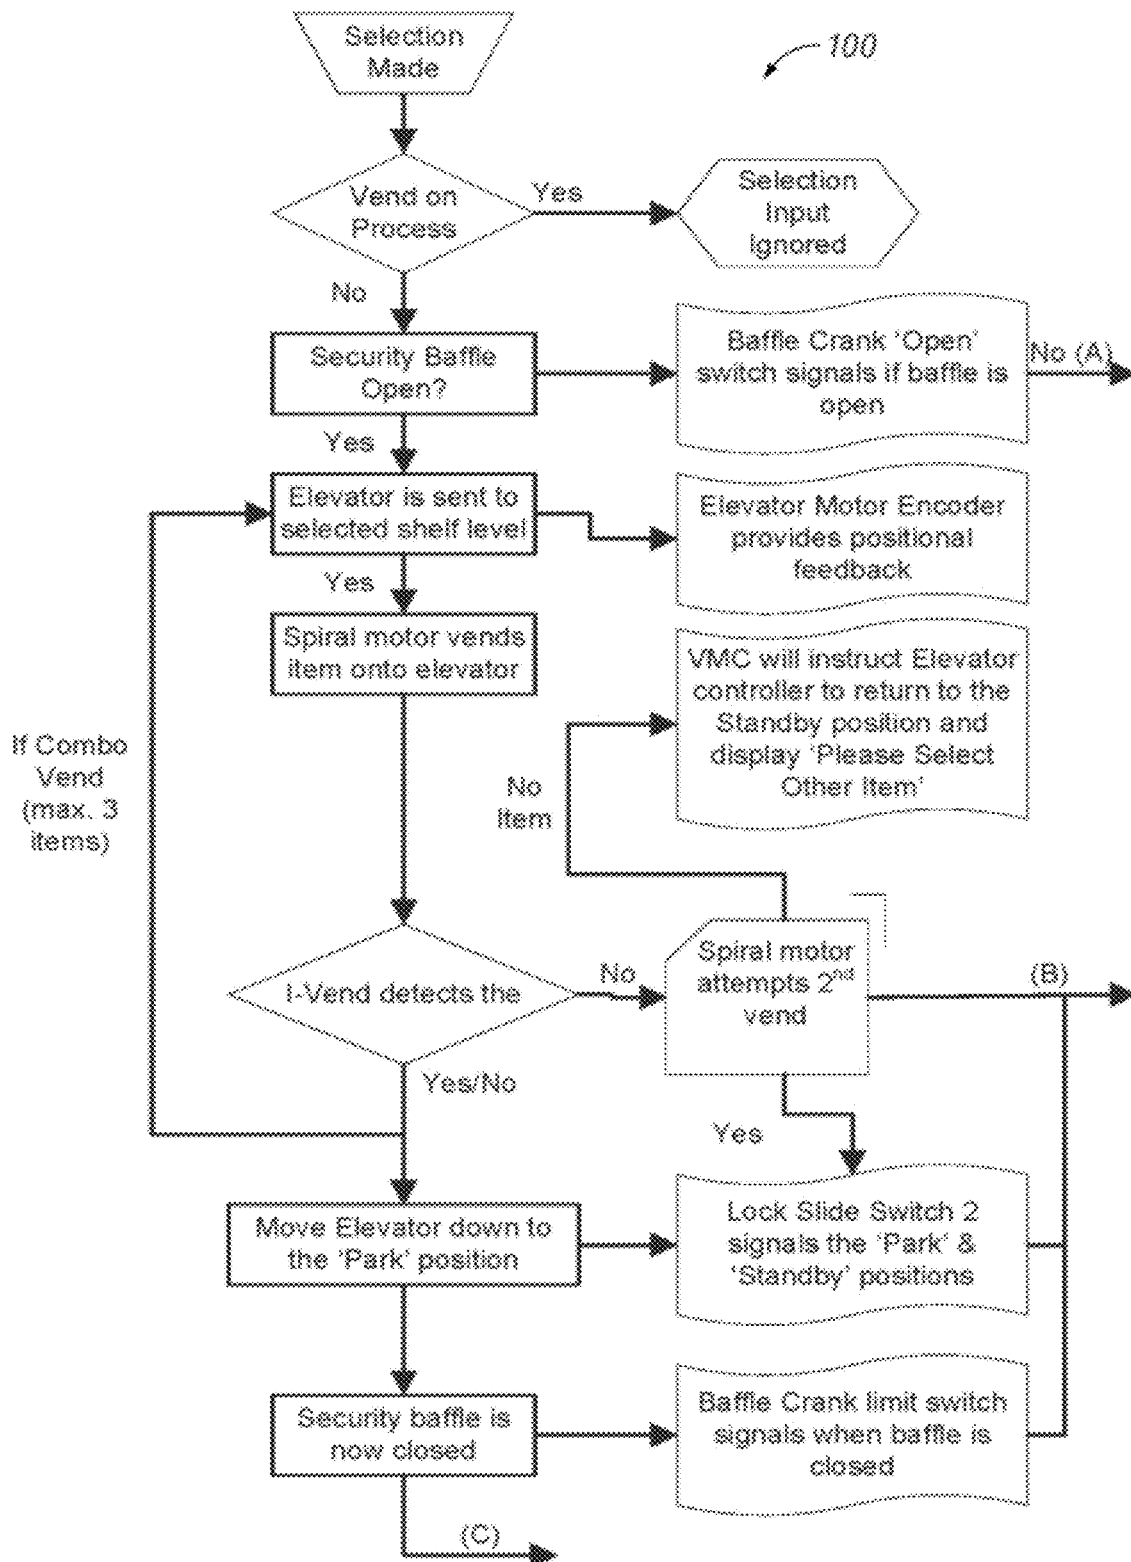 Selection
Made
100
Vend on
Process
Yes
Selection
Input
Ignored
No
Security Baffle
Open?
Baffle Crank 'Open'
switch signals if baffle is
open
No (A)
Yes
Elevator is sent to
selected shelf level
Elevator Motor Encoder
provides positional
feedback
Yes
Spiral motor vends
item onto elevator
VMC will instruct Elevator
controller to return to the
Standby position and
display 'Please Select
Other Item'
If Combo
Vend
(max. 3
items)
No
Item
I-Vend detects the
No
Spiral motor
attempts 2nd
vend
(B)
Yes/No
Yes
Move Elevator down to
the 'Park' position
Lock Slide Switch 2
signals the 'Park' &
'Standby' positions
Security baffle is
now closed
Baffle Crank limit switch
signals when baffle is
closed
(C)